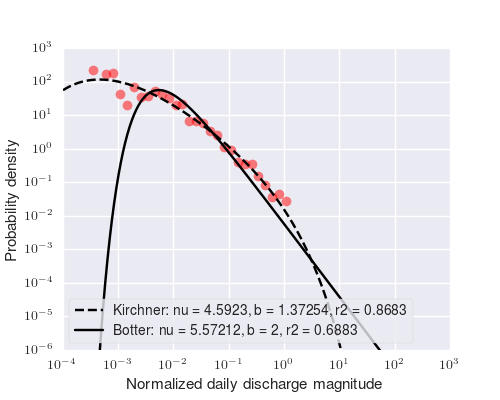 10³
10²
10¹
10⁰
10⁻¹
10⁻²
10⁻³
10⁻⁴
10⁻⁵
10⁻⁶
Probability density
Kirchner: nu = 4.5923, b = 1.37254, r2 = 0.8683
Botter: nu = 5.57212, b = 2, r2 = 0.6883
10⁻⁴ 10⁻³ 10⁻² 10⁻¹ 10⁰ 10¹ 10² 10³
Normalized daily discharge magnitude